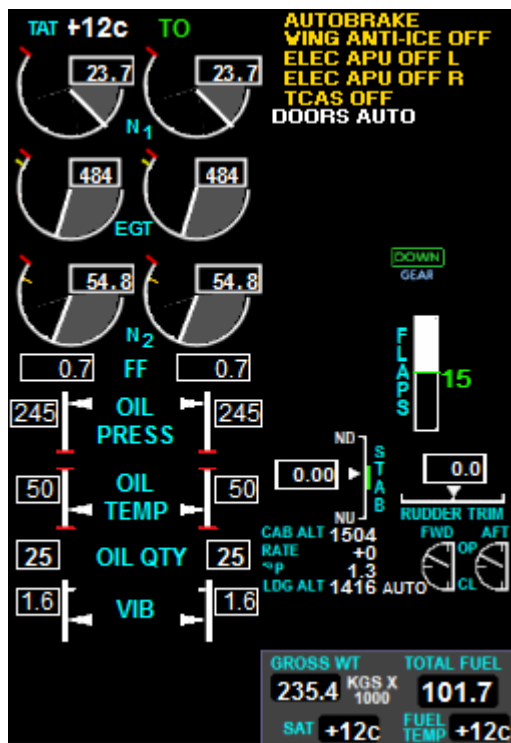 TAT +12c TO
AUTOBRAKE
WING ANTI-ICE OFF
ELEC APU OFF L
ELEC APU OFF R
TCAS OFF
DOORS AUTO
23.7 23.7
N1
484 484
EGT
54.8 54.8
N2
0.7 FF 0.7
245 OIL PRESS 245
50 OIL TEMP 50
25 OIL QTY 25
1.6 VIB 1.6
DOWN
GEAR
FLAPS
15
ND
0.00
STAB
NU
0.0
RUDDER TRIM
CAB ALT 1504
RATE +0
P 1.3
LDG ALT 1416 AUTO
FWD AFT
OP
CL
GROSS WT TOTAL FUEL
235.4 KGS X 1000 101.7
SAT +12c FUEL TEMP +12c